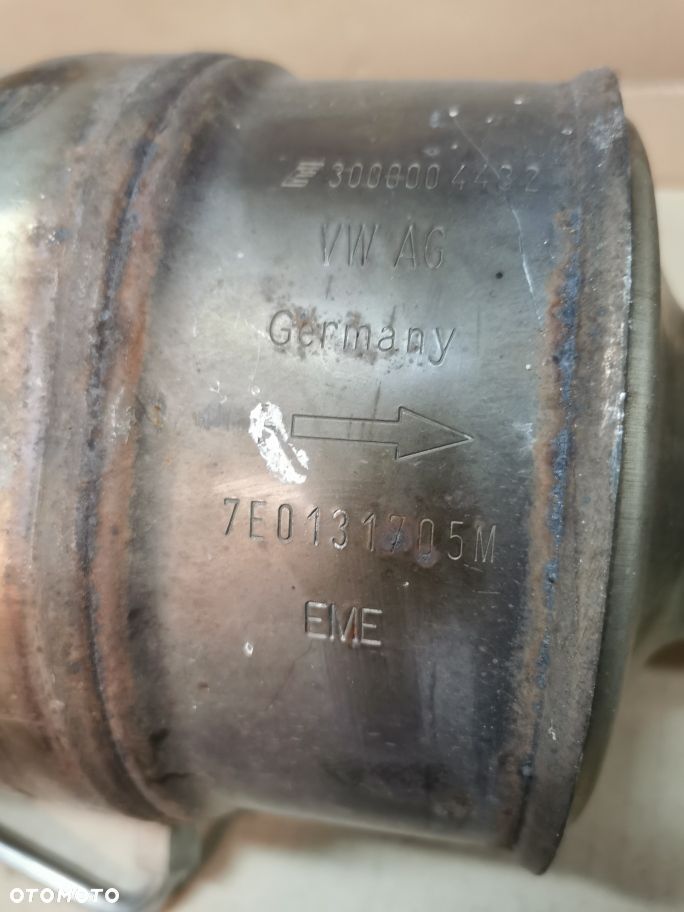 3000004432
VW AG
Germany
7E0131705M
EME
OTOMOTO